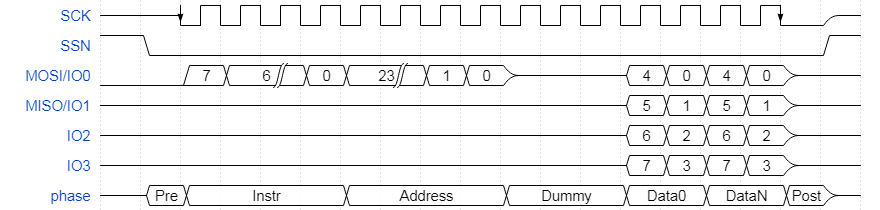 SCK
SSN
MOSI/IO0 7 6 0 23 1 0 4 0 4 0
MISO/IO1 5 1 5 1
IO2 6 2 6 2
IO3 7 3 7 3
phase Pre Instr Address Dummy Data0 DataN Post